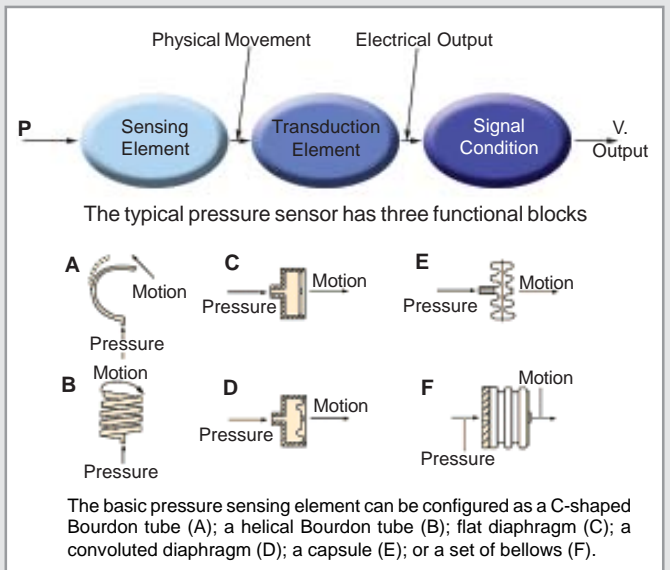 Physical Movement
Electrical Output
P
Sensing
Element
Transduction
Element
Signal
Condition
V.
Output
The typical pressure sensor has three functional blocks
A
Motion
Pressure
C
Pressure
Motion
E
Pressure
Motion
B
Motion
Pressure
D
Pressure
Motion
F
Motion
Pressure
The basic pressure sensing element can be configured as a C-shaped
Bourdon tube (A); a helical Bourdon tube (B); flat diaphragm (C); a
convoluted diaphragm (D); a capsule (E); or a set of bellows (F).